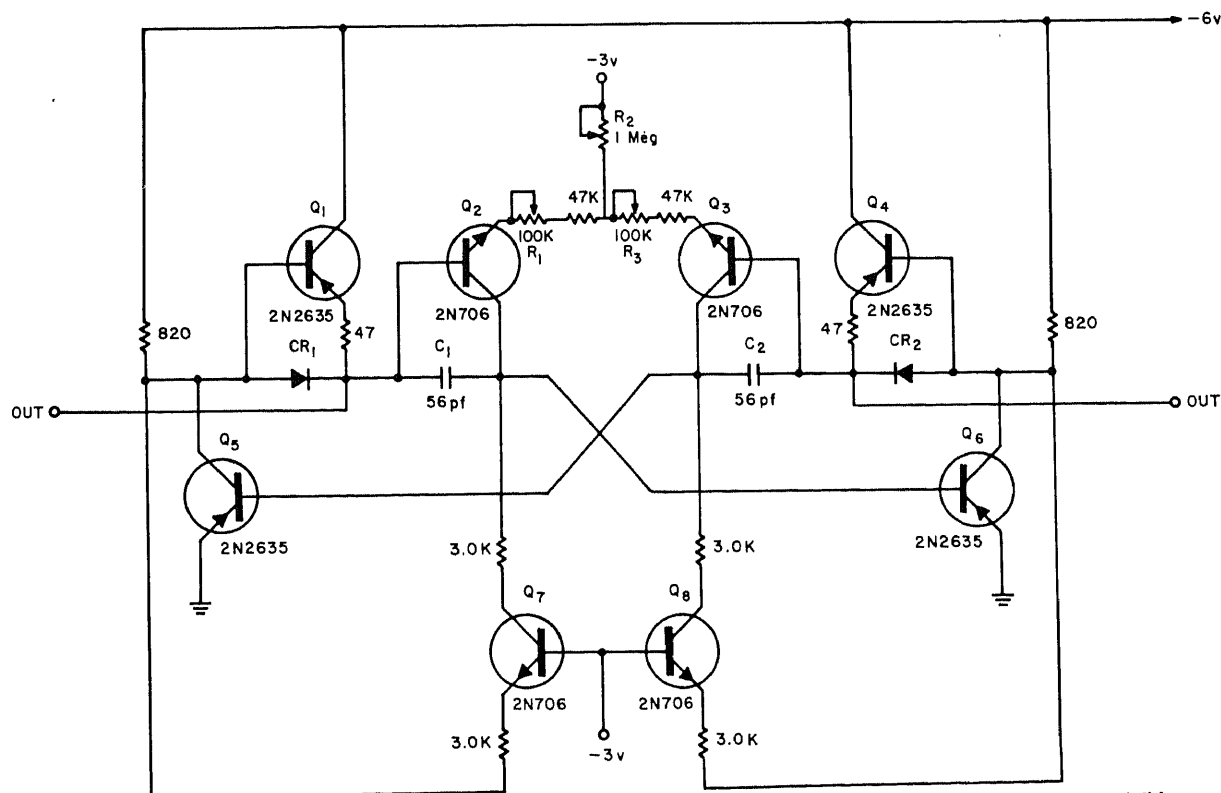 -6v
-3v
R2
1 Még
47K
47K
Q1
Q2
Q3
Q4
100K
R1
100K
R3
2N2635
2N706
2N706
2N2635
820
47
47
820
CR1
C1
C2
CR2
56pf
56pf
OUT
OUT
Q5
Q6
2N2635
2N2635
3.0K
3.0K
Q7
Q8
2N706
2N706
3.0K
-3v
3.0K